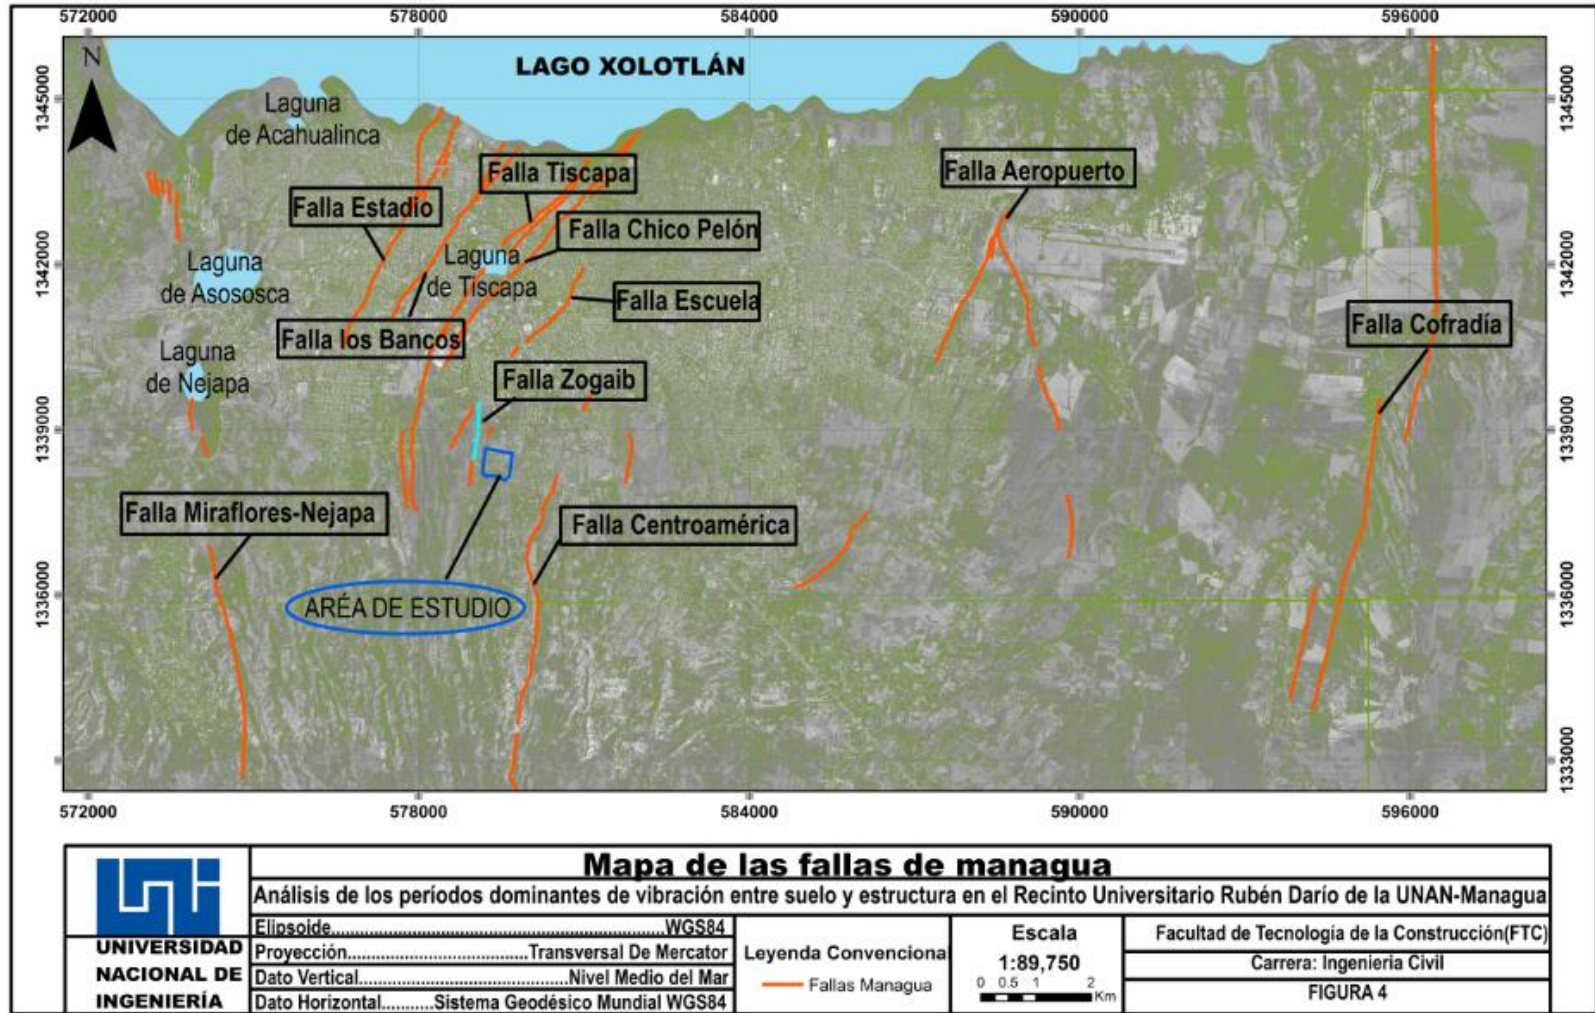 572000
578000
584000
590000
596000
N
LAGO XOLOTLÁN
1345000
1345000
Laguna
de Acahualinca
Falla Tiscapa
Falla Aeropuerto
Falla Estadio
Falla Chico Pelón
1342000
1342000
Laguna
de Asososca
Laguna
de Tiscapa
Falla Escuela
Falla los Bancos
Falla Cofradía
Laguna
de Nejapa
Falla Zogaib
1339000
1339000
Falla Miraflores-Nejapa
Falla Centroamérica
1336000
1336000
ARÉA DE ESTUDIO
1333000
1333000
572000
578000
584000
590000
596000
Mapa de las fallas de managua
Análisis de los períodos dominantes de vibración entre suelo y estructura en el Recinto Universitario Rubén Darío de la UNAN-Managua
UNIVERSIDAD
NACIONAL DE
INGENIERÍA
Elipsoide.....................................................WGS84
Proyección...................................Transversal De Mercator
Dato Vertical.........................................Nivel Medio del Mar
Dato Horizontal..........Sistema Geodésico Mundial WGS84
Leyenda Convencional
Fallas Managua
Escala
1:89,750
0 0.5 1 2
Km
Facultad de Tecnología de la Construcción(FTC)
Carrera: Ingenieria Civil
FIGURA 4